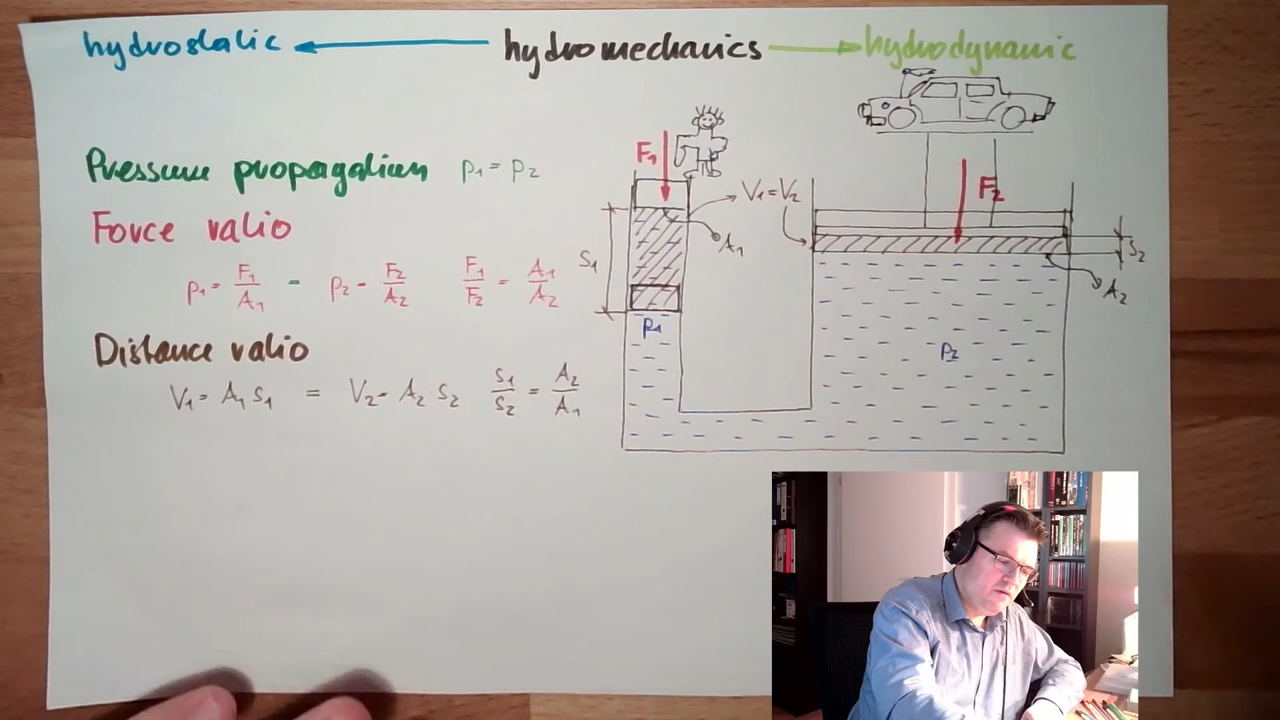 hydrostatic hydromechanics hydrodynamic
Pressure propagation p₁ = p₂
Force ratio
p₁ = F₁/A₁ = p₂ = F₂/A₂ F₁/F₂ = A₁/A₂
Distance ratio
V₁ = A₁ s₁ = V₂ = A₂ · s₂ s₁/s₂ = A₂/A₁
F₁
V₁ = V₂
F₂
A₁
s₁
s₂
A₂
p₁
p₂